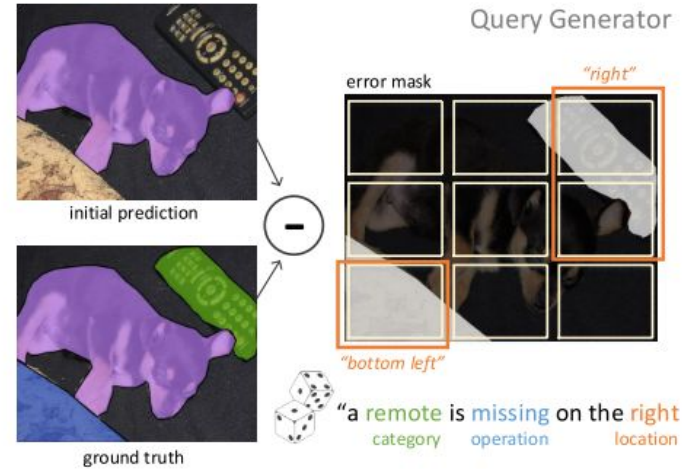 Query Generator
"right"
error mask
initial prediction
-
"bottom left"
"a remote is missing on the right
category operation location
ground truth